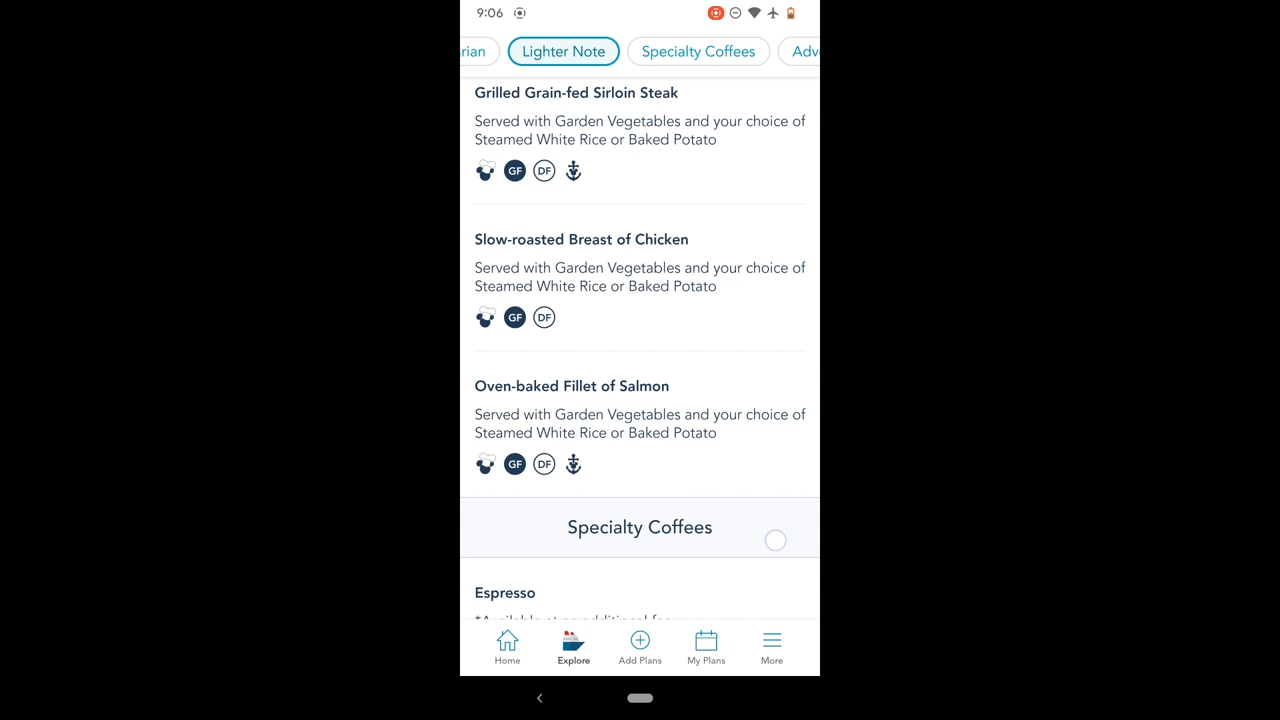 9:06
rian
Lighter Note
Specialty Coffees
Adv
Grilled Grain-fed Sirloin Steak
Served with Garden Vegetables and your choice of
Steamed White Rice or Baked Potato
GF DF
Slow-roasted Breast of Chicken
Served with Garden Vegetables and your choice of
Steamed White Rice or Baked Potato
GF DF
Oven-baked Fillet of Salmon
Served with Garden Vegetables and your choice of
Steamed White Rice or Baked Potato
GF DF
Specialty Coffees
Espresso
Home
Explore
Add Plans
My Plans
More